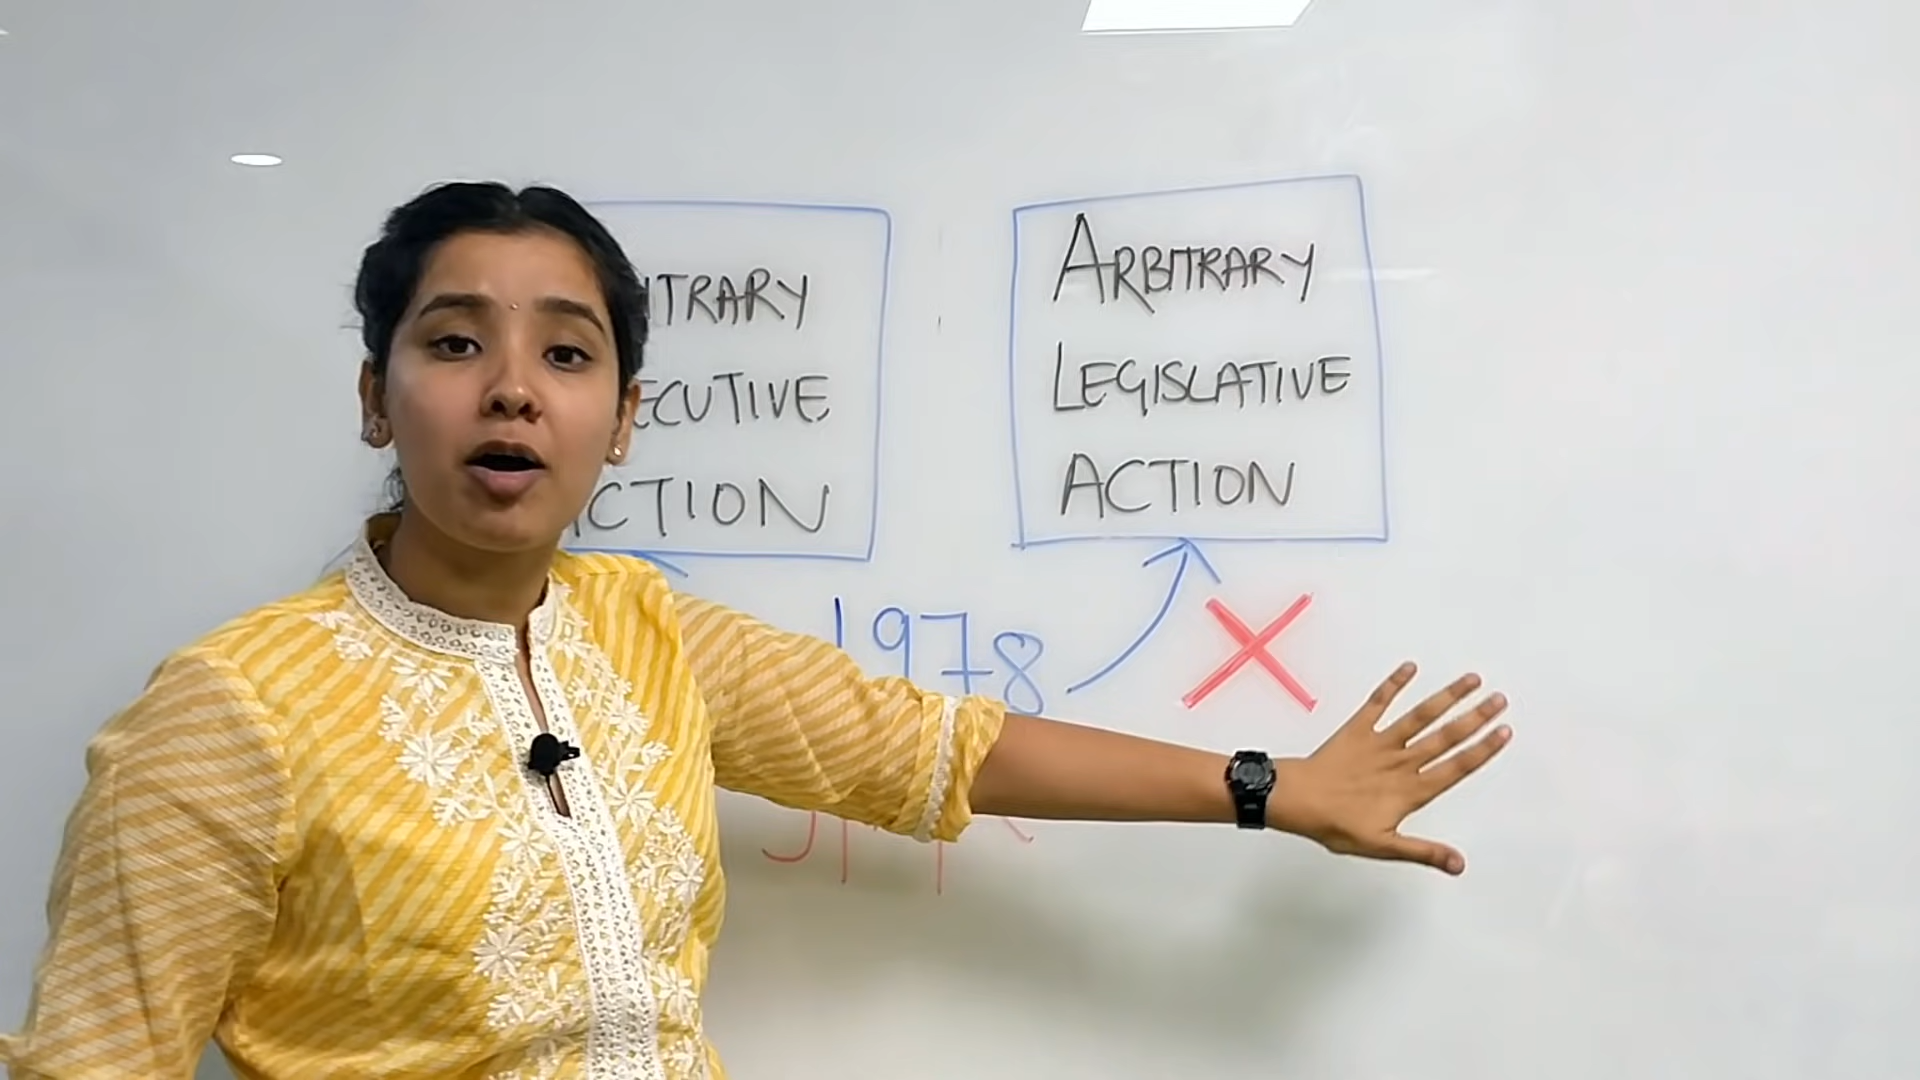 ITRARY
ECUTIVE
CTION
ARBITRARY
LEGISLATIVE
ACTION
1978